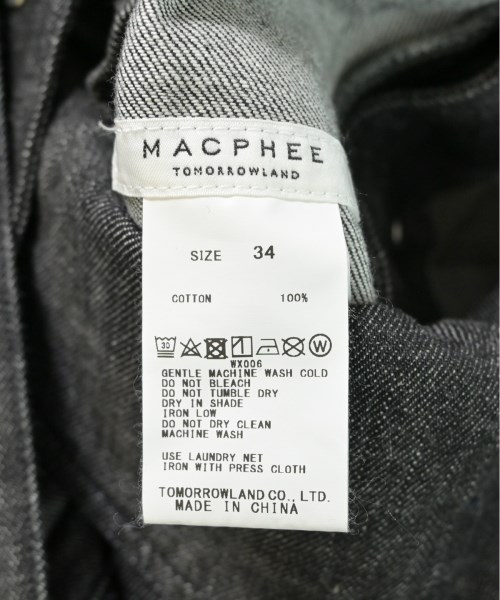 MACPHEE
TOMORROWLAND
SIZE 34
COTTON 100%
30 1 W
WX006
GENTLE MACHINE WASH COLD
DO NOT BLEACH
DO NOT TUMBLE DRY
DRY IN SHADE
IRON LOW
DO NOT DRY CLEAN
MACHINE WASH
USE LAUNDRY NET
IRON WITH PRESS CLOTH
TOMORROWLAND CO., LTD.
MADE IN CHINA